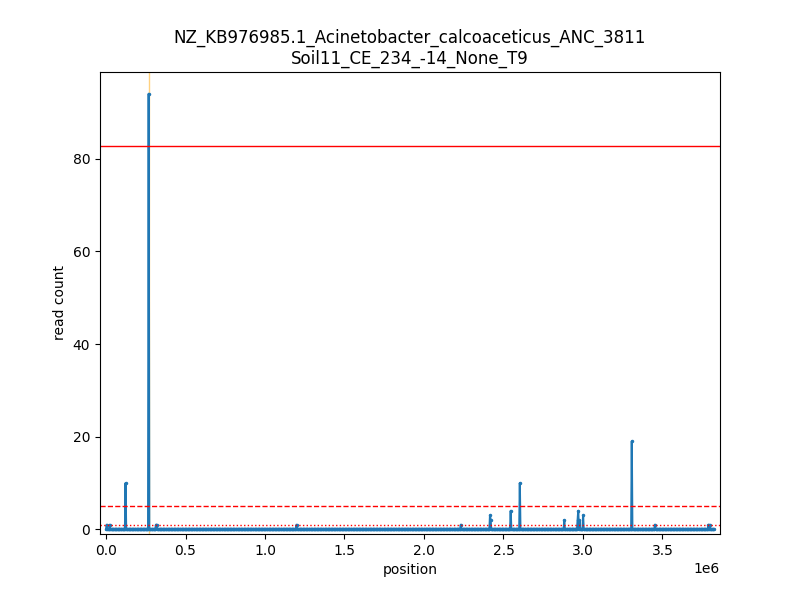 NZ_KB976985.1_Acinetobacter_calcoaceticus_ANC_3811
Soil11_CE_234_-14_None_T9
read count
80
60
40
20
0
0.0 0.5 1.0 1.5 2.0 2.5 3.0 3.5
1e6
position